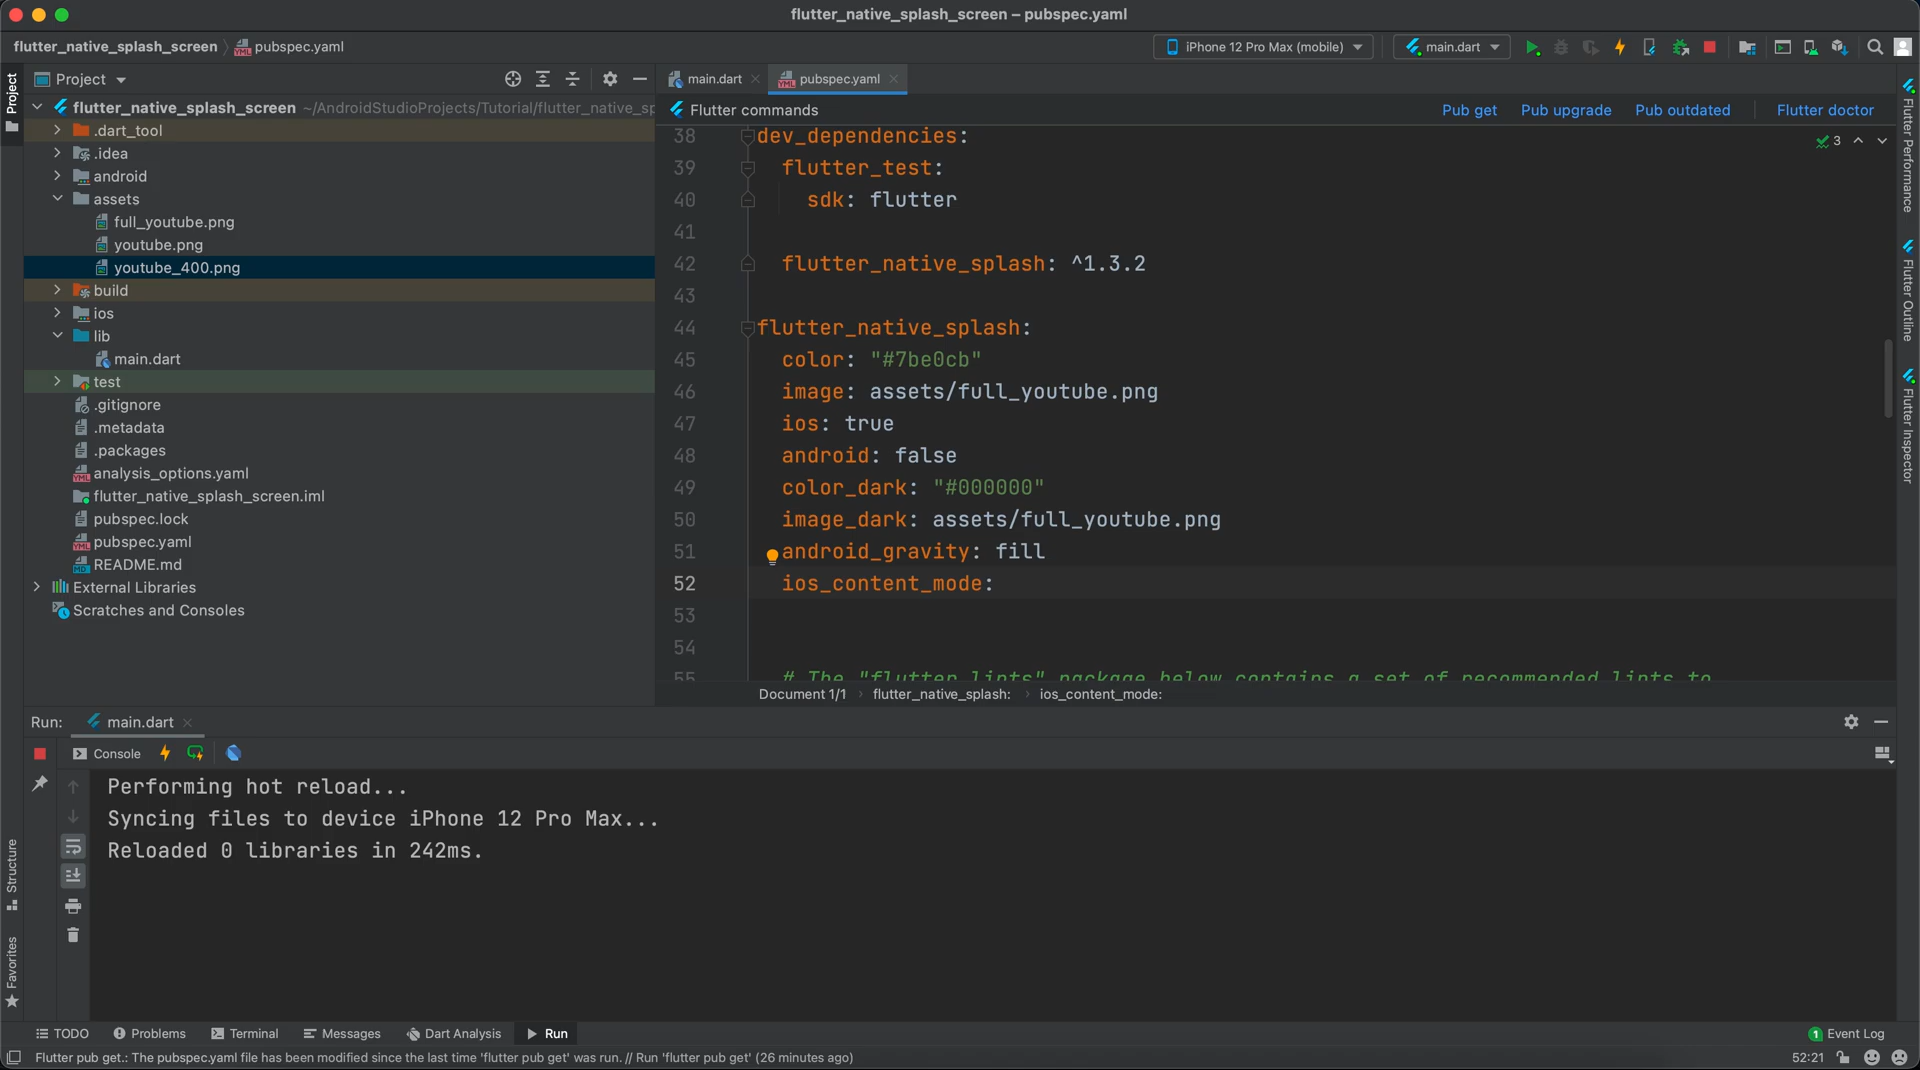 flutter_native_splash_screen – pubspec.yaml
flutter_native_splash_screen
pubspec.yaml
iPhone 12 Pro Max (mobile)
main.dart
Project
Project
main.dart
pubspec.yaml
flutter_native_splash_screen ~/AndroidStudioProjects/Tutorial/flutter_native_sp
.dart_tool
.idea
android
assets
full_youtube.png
youtube.png
youtube_400.png
build
ios
lib
main.dart
test
.gitignore
.metadata
.packages
analysis_options.yaml
flutter_native_splash_screen.iml
pubspec.lock
pubspec.yaml
README.md
External Libraries
Scratches and Consoles
Flutter commands
Pub get
Pub upgrade
Pub outdated
Flutter doctor
3
38 dev_dependencies:
39 flutter_test:
40 sdk: flutter
41
42 flutter_native_splash: ^1.3.2
43
44 flutter_native_splash:
45 color: "#7be0cb"
46 image: assets/full_youtube.png
47 ios: true
48 android: false
49 color_dark: "#000000"
50 image_dark: assets/full_youtube.png
51 android_gravity: fill
52 ios_content_mode:
53
54
55 # The "flutter_lints" package below contains a set of recommended lints to
Document 1/1
flutter_native_splash:
ios_content_mode:
Flutter Performance
Flutter Outline
Flutter Inspector
Run:
main.dart
Console
Performing hot reload...
Syncing files to device iPhone 12 Pro Max...
Reloaded 0 libraries in 242ms.
Structure
Favorites
TODO
Problems
Terminal
Messages
Dart Analysis
Run
1 Event Log
Flutter pub get.: The pubspec.yaml file has been modified since the last time 'flutter pub get' was run. // Run 'flutter pub get' (26 minutes ago)
52:21